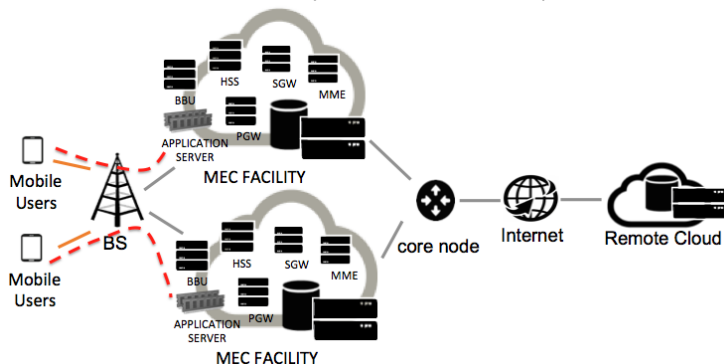 HSS
SGW
MME
BBU
PGW
APPLICATION
SERVER
MEC FACILITY
Mobile
Users
BS
Mobile
Users
HSS
SGW
MME
BBU
PGW
APPLICATION
SERVER
MEC FACILITY
core node
Internet
Remote Cloud